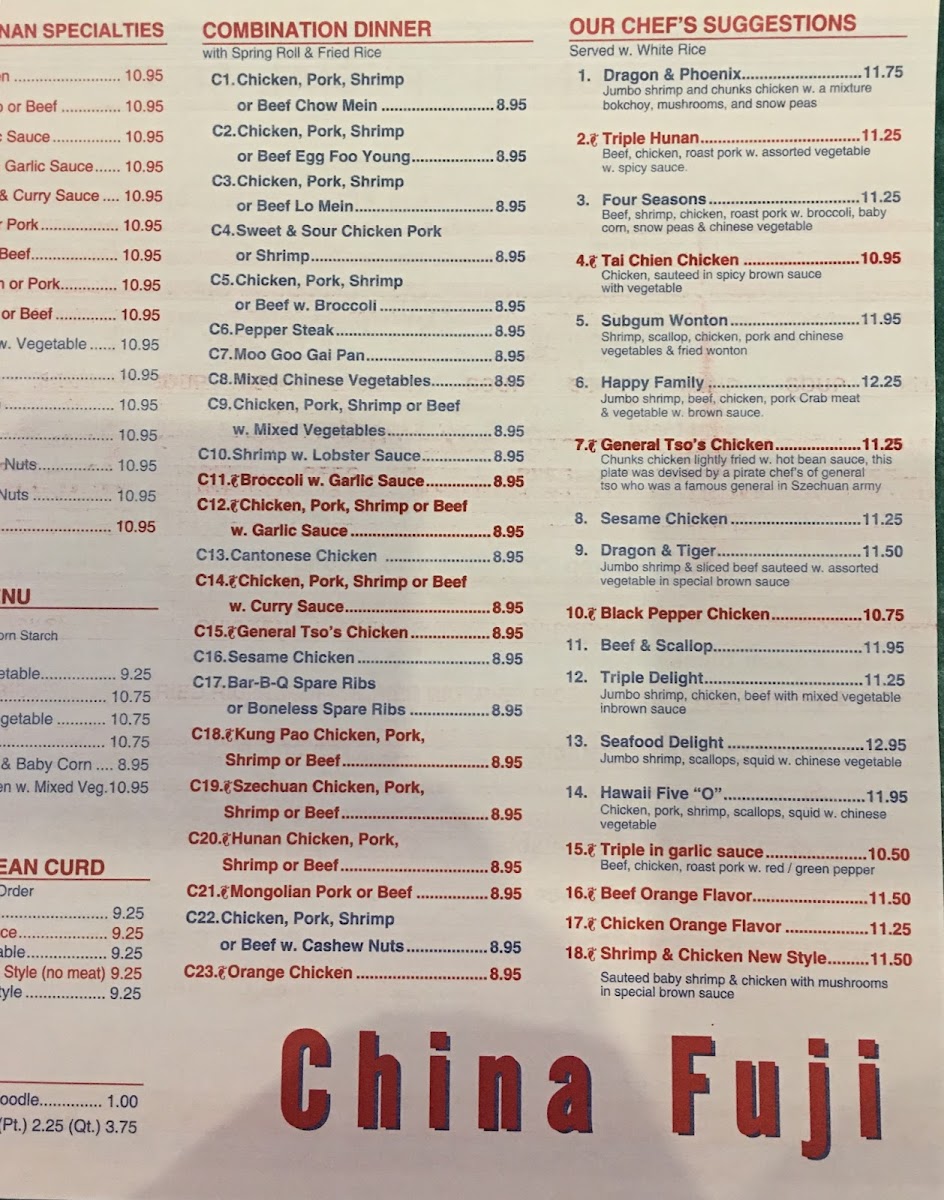 NAN SPECIALTIES
n ........................ 10.95
o or Beef ............. 10.95
Sauce................ 10.95
Garlic Sauce...... 10.95
& Curry Sauce .... 10.95
Pork.................. 10.95
Beef.................... 10.95
n or Pork............. 10.95
or Beef .............. 10.95
w. Vegetable ...... 10.95
10.95
10.95
10.95
Nuts................... 10.95
Nuts ................... 10.95
10.95
NU
orn Starch
etable.................. 9.25
10.75
getable ........... 10.75
10.75
& Baby Corn .... 8.95
en w. Mixed Veg.10.95
EAN CURD
Order
9.25
ce....................... 9.25
able..................... 9.25
Style (no meat) 9.25
tyle .................. 9.25
oodle.............. 1.00
(Pt.) 2.25 (Qt.) 3.75
COMBINATION DINNER
with Spring Roll & Fried Rice
C1.Chicken, Pork, Shrimp
or Beef Chow Mein ........................8.95
C2.Chicken, Pork, Shrimp
or Beef Egg Foo Young..................8.95
C3.Chicken, Pork, Shrimp
or Beef Lo Mein..............................8.95
C4.Sweet & Sour Chicken Pork
or Shrimp........................................8.95
C5.Chicken, Pork, Shrimp
or Beef w. Broccoli .........................8.95
C6.Pepper Steak...................................8.95
C7.Moo Goo Gai Pan............................8.95
C8.Mixed Chinese Vegetables.............8.95
C9.Chicken, Pork, Shrimp or Beef
w. Mixed Vegetables.......................8.95
C10.Shrimp w. Lobster Sauce...............8.95
C11.Broccoli w. Garlic Sauce...............8.95
C12.Chicken, Pork, Shrimp or Beef
w. Garlic Sauce...............................8.95
C13.Cantonese Chicken .......................8.95
C14.Chicken, Pork, Shrimp or Beef
w. Curry Sauce................................8.95
C15.General Tso's Chicken..................8.95
C16.Sesame Chicken.............................8.95
C17.Bar-B-Q Spare Ribs
or Boneless Spare Ribs .................8.95
C18.Kung Pao Chicken, Pork,
Shrimp or Beef................................8.95
C19.Szechuan Chicken, Pork,
Shrimp or Beef................................8.95
C20.Hunan Chicken, Pork,
Shrimp or Beef................................8.95
C21.Mongolian Pork or Beef .................8.95
C22.Chicken, Pork, Shrimp
or Beef w. Cashew Nuts..................8.95
C23.Orange Chicken .............................8.95
OUR CHEF'S SUGGESTIONS
Served w. White Rice
1. Dragon & Phoenix...........................11.75
Jumbo shrimp and chunks chicken w. a mixture
bokchoy, mushrooms, and snow peas
2. Triple Hunan....................................11.25
Beef, chicken, roast pork w. assorted vegetable
w. spicy sauce.
3. Four Seasons..................................11.25
Beef, shrimp, chicken, roast pork w. broccoli, baby
corn, snow peas & chinese vegetable
4. Tai Chien Chicken ..........................10.95
Chicken, sauteed in spicy brown sauce
with vegetable
5. Subgum Wonton.............................11.95
Shrimp, scallop, chicken, pork and chinese
vegetables & fried wonton
6. Happy Family ..................................12.25
Jumbo shrimp, beef, chicken, pork Crab meat
& vegetable w. brown sauce.
7. General Tso's Chicken......................11.25
Chunks chicken lightly fried w. hot bean sauce, this
plate was devised by a pirate chef's of general
tso who was a famous general in Szechuan army
8. Sesame Chicken.............................11.25
9. Dragon & Tiger................................11.50
Jumbo shrimp & sliced beef sauteed w. assorted
vegetable in special brown sauce
10. Black Pepper Chicken.....................10.75
11. Beef & Scallop.................................11.95
12. Triple Delight...................................11.25
Jumbo shrimp, chicken, beef with mixed vegetable
inbrown sauce
13. Seafood Delight ..............................12.95
Jumbo shrimp, scallops, squid w. chinese vegetable
14. Hawaii Five “O”................................11.95
Chicken, pork, shrimp, scallops, squid w. chinese
vegetable
15. Triple in garlic sauce.......................10.50
Beef, chicken, roast pork w. red / green pepper
16. Beef Orange Flavor..........................11.50
17. Chicken Orange Flavor ...................11.25
18. Shrimp & Chicken New Style.........11.50
Sauteed baby shrimp & chicken with mushrooms
in special brown sauce
China Fuji